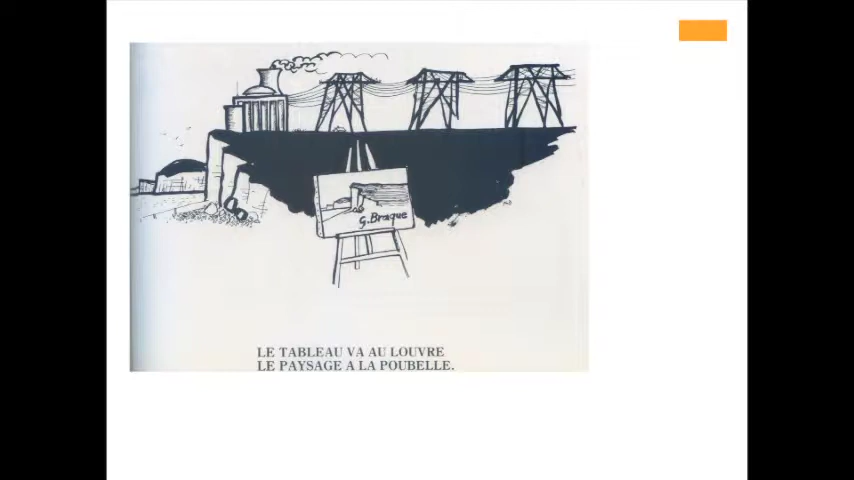 G. Braque
LE TABLEAU VA AU LOUVRE
LE PAYSAGE A LA POUBELLE.